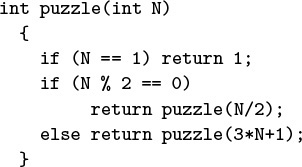 int puzzle(int N)
{
if (N == 1) return 1;
if (N % 2 == 0)
return puzzle(N/2);
else return puzzle(3*N+1);
}